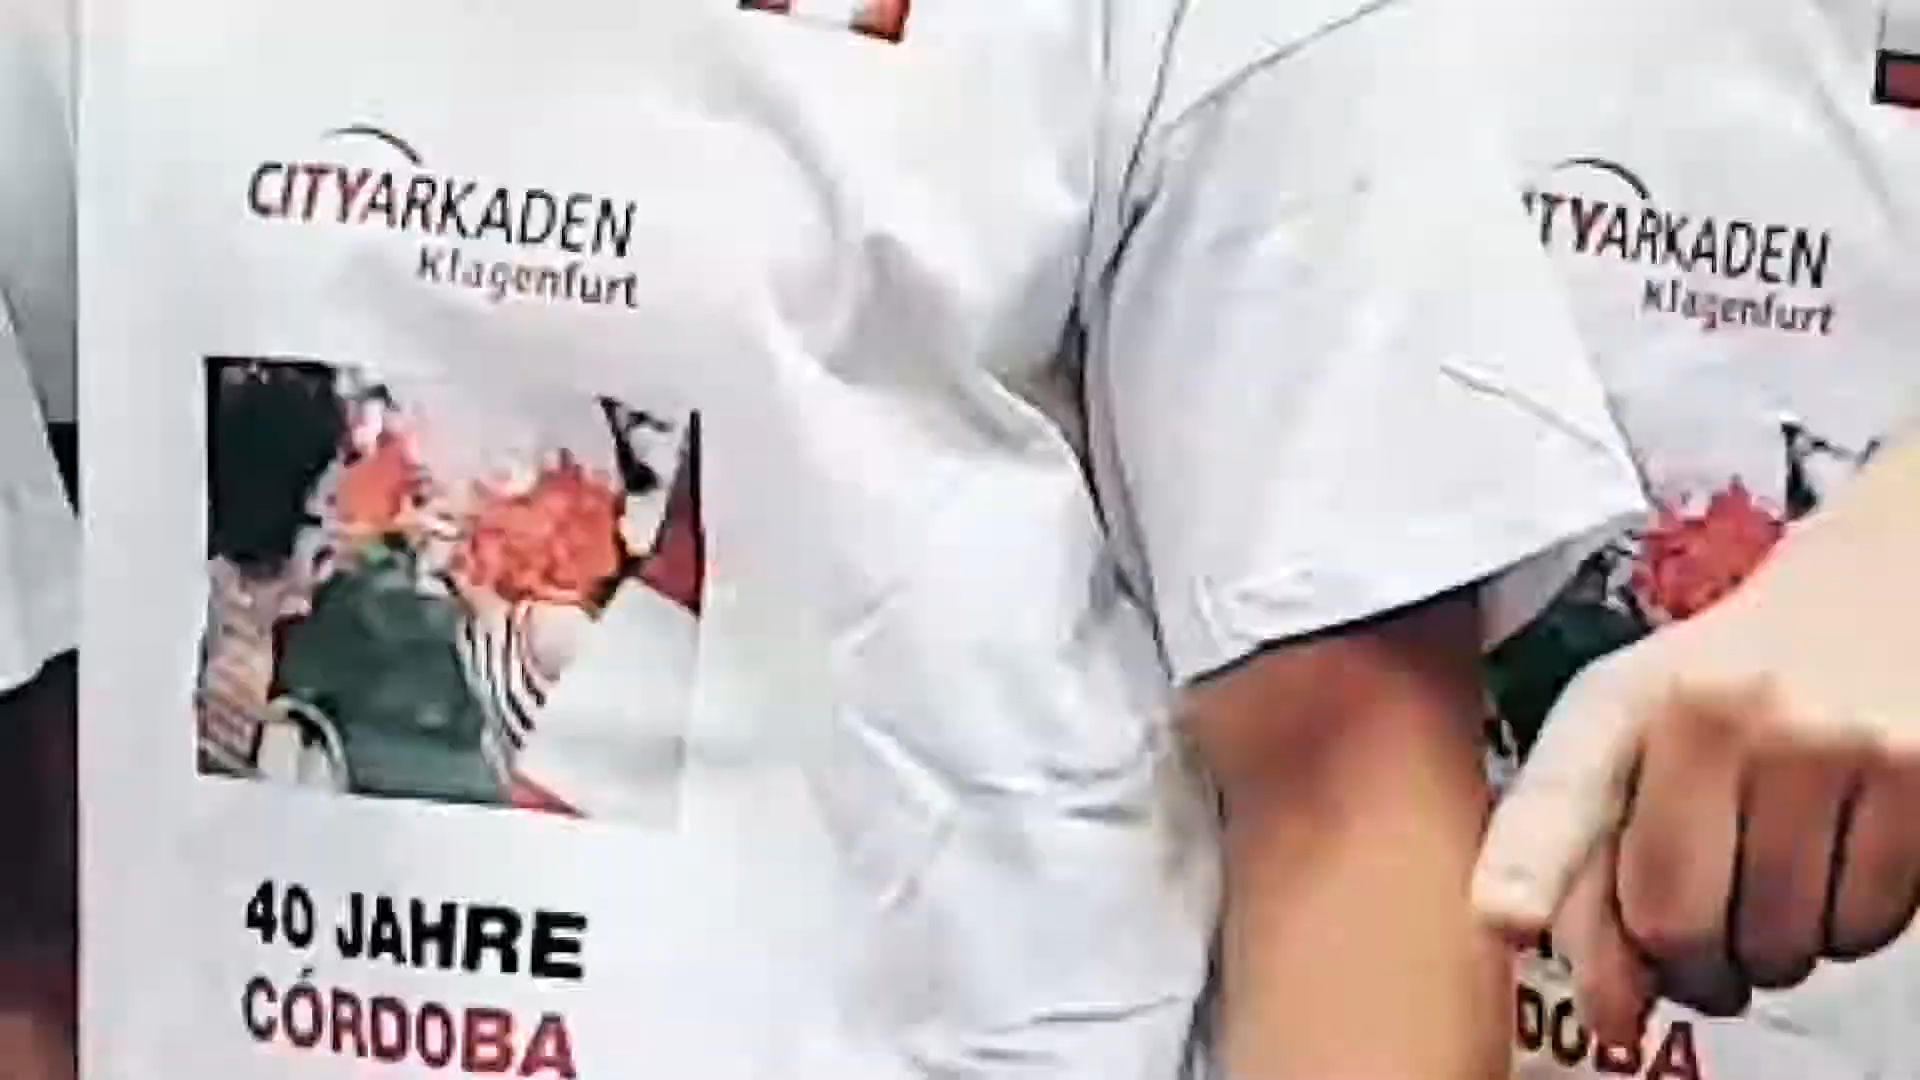 CITYARKADEN
Klagenfurt
40 JAHRE
CÓRDOBA
TYARKADEN
Klagenfurt
DOBA